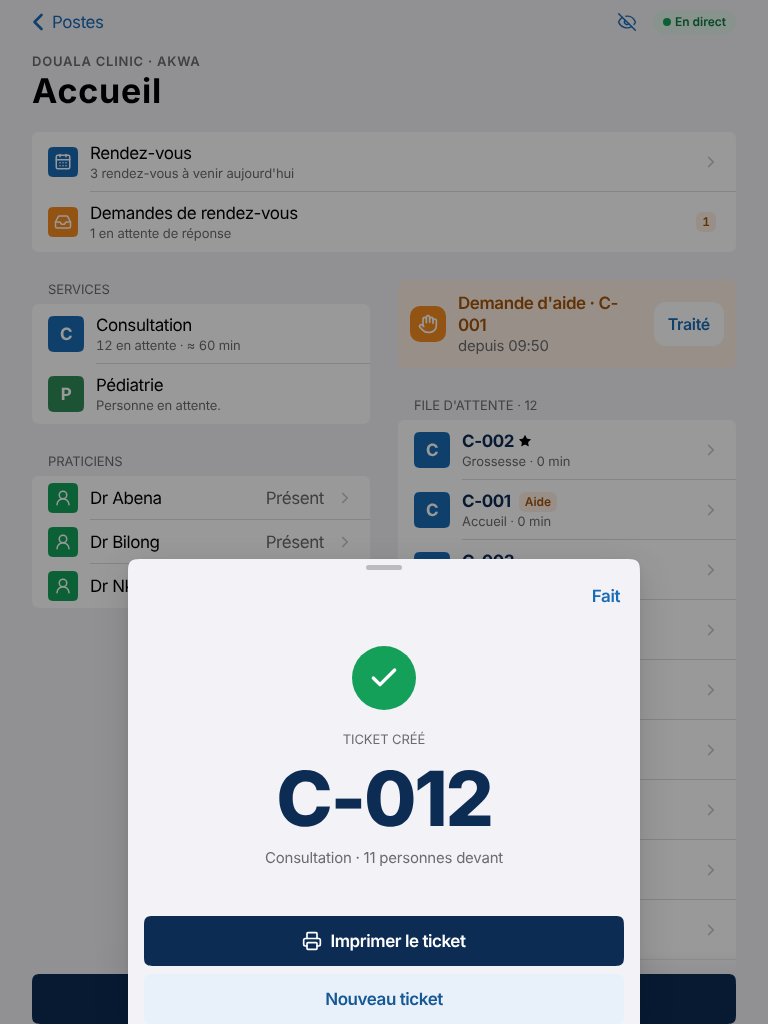 Postes
En direct
DOUALA CLINIC · AKWA
Accueil
Rendez-vous
3 rendez-vous à venir aujourd'hui
Demandes de rendez-vous
1 en attente de réponse
1
SERVICES
C
Consultation
12 en attente · ≈ 60 min
P
Pédiatrie
Personne en attente.
PRATICIENS
Dr Abena
Présent
Dr Bilong
Présent
Demande d'aide · C-
001
depuis 09:50
Traité
FILE D'ATTENTE · 12
C
C-002 ★
Grossesse · 0 min
C
C-001
Aide
Accueil · 0 min
Fait
TICKET CRÉÉ
C-012
Consultation · 11 personnes devant
Imprimer le ticket
Nouveau ticket